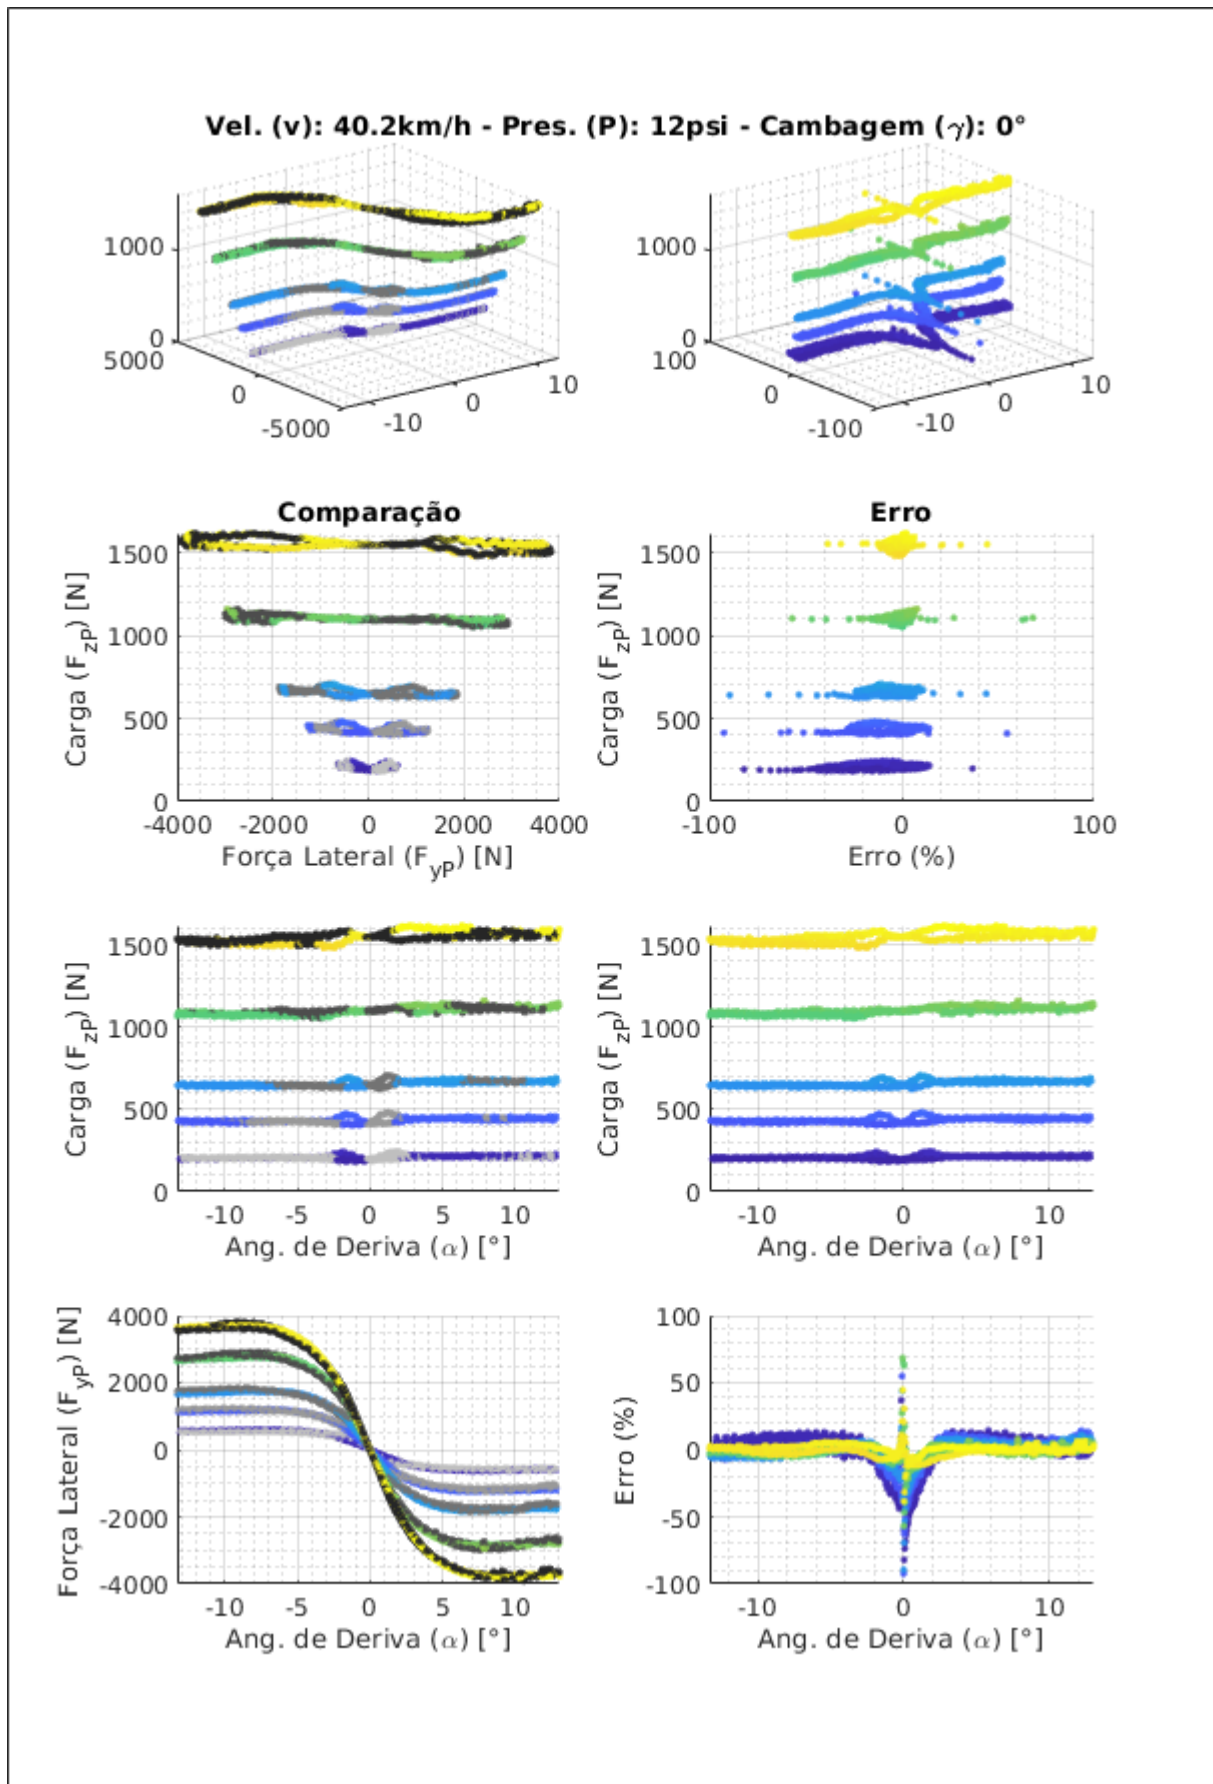 Vel. (v): 40.2km/h - Pres. (P): 12psi - Cambagem (γ): 0°
1000
0
5000
0
-5000
-10
0
10
1000
0
100
0
-100
-10
0
10
Comparação
1500
1000
500
0
Carga (F_zP) [N]
-4000 -2000 0 2000 4000
Força Lateral (F_yP) [N]
Erro
1500
1000
500
0
Carga (F_zP) [N]
-100 0 100
Erro (%)
1500
1000
500
0
Carga (F_zP) [N]
-10 -5 0 5 10
Ang. de Deriva (α) [°]
1500
1000
500
0
Carga (F_zP) [N]
-10 0 10
Ang. de Deriva (α) [°]
4000
2000
0
-2000
-4000
Força Lateral (F_yP) [N]
-10 -5 0 5 10
Ang. de Deriva (α) [°]
100
50
0
-50
-100
Erro (%)
-10 0 10
Ang. de Deriva (α) [°]